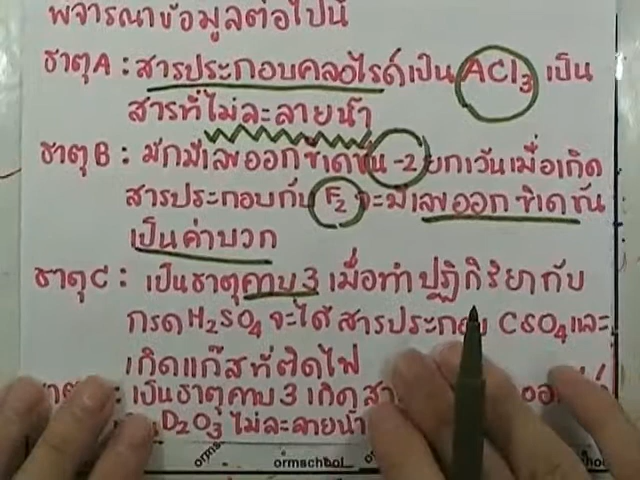 พิจารณาข้อมูลต่อไปนี้
ธาตุA : สารประกอบคลอไรด์เป็น ACl3 เป็น
สารที่ไม่ละลายน้ำ
ธาตุB : มักมีเลขออกซิเดชัน -2 ยกเว้นเมื่อเกิด
สารประกอบกับ F2 จะมีเลขออกซิเดชัน
เป็นค่าบวก
ธาตุC : เป็นธาตุคาบ 3 เมื่อทำปฏิกิริยากับ
กรด H2SO4 จะได้ สารประกอบ CSO4 และ
เกิดแก๊สที่ติดไฟ
เป็นธาตุคาบ 3 เกิด
D2O3 ไม่ละลายน้ำ
ormschool